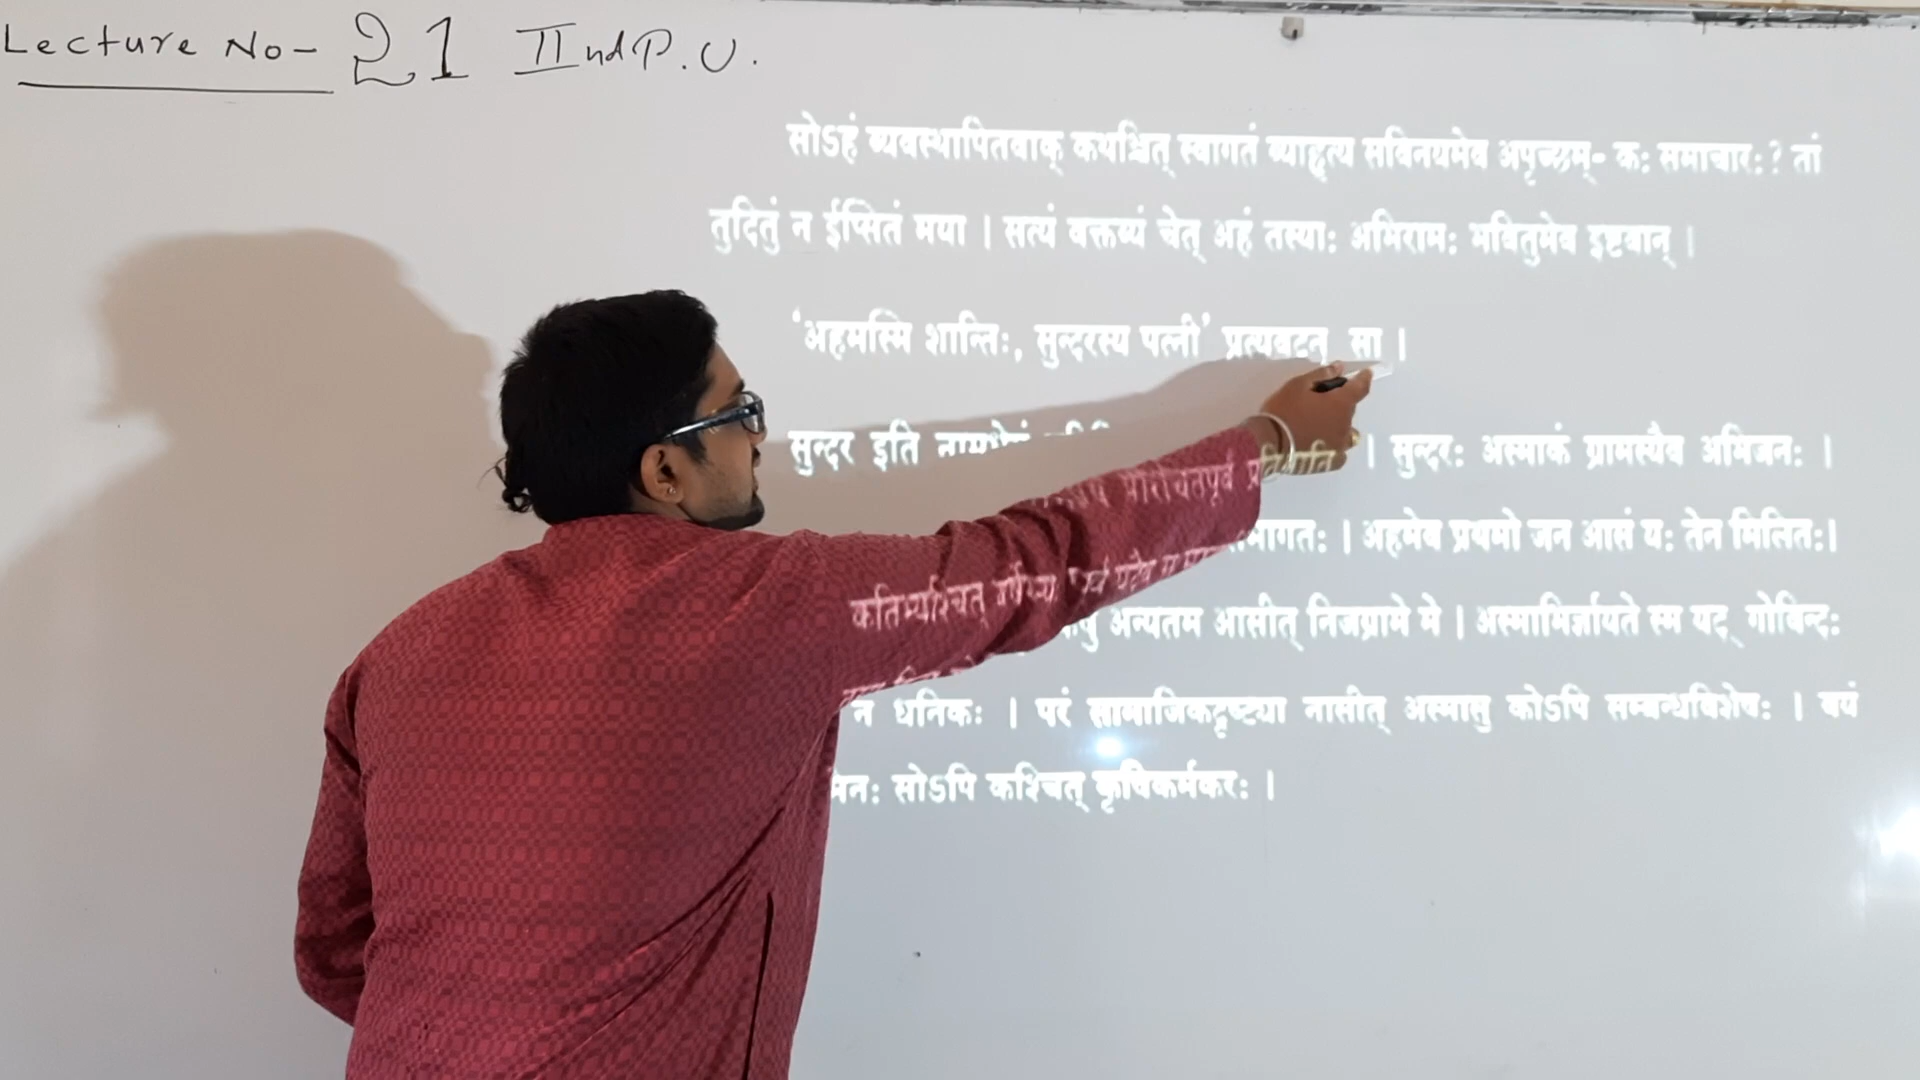 Lecture No- 21 IInd P.U.
सोऽहं व्यवस्थापितवाक् कथञ्चित् स्वागतं व्याहृत्य सविनयमेव अपृच्छम्- कः समाचारः ? तां
तुदितुं न ईप्सितं मया । सत्यं वक्तव्यं चेत् अहं तस्याः अभिरामः भवितुमेव इष्टवान् ।
‘अहमस्मि शान्तिः, सुन्दरस्य पत्नी’ प्रत्यवदत् सा ।
सुन्दर इति । सुन्दरः अस्माकं ग्रामस्यैव अभिजनः ।
। अहमेव प्रथमो जन आसं यः तेन मिलितः।
अन्यतम आसीत् निजग्रामे मे । अस्माभिर्ज्ञायते स्म यद् गोविन्दः
न धनिकः । परं सामाजिकदृष्ट्या नासीत् अस्मासु कोऽपि सम्बन्धविशेषः । वयं
सोऽपि कश्चित् कृषिकर्मकरः ।